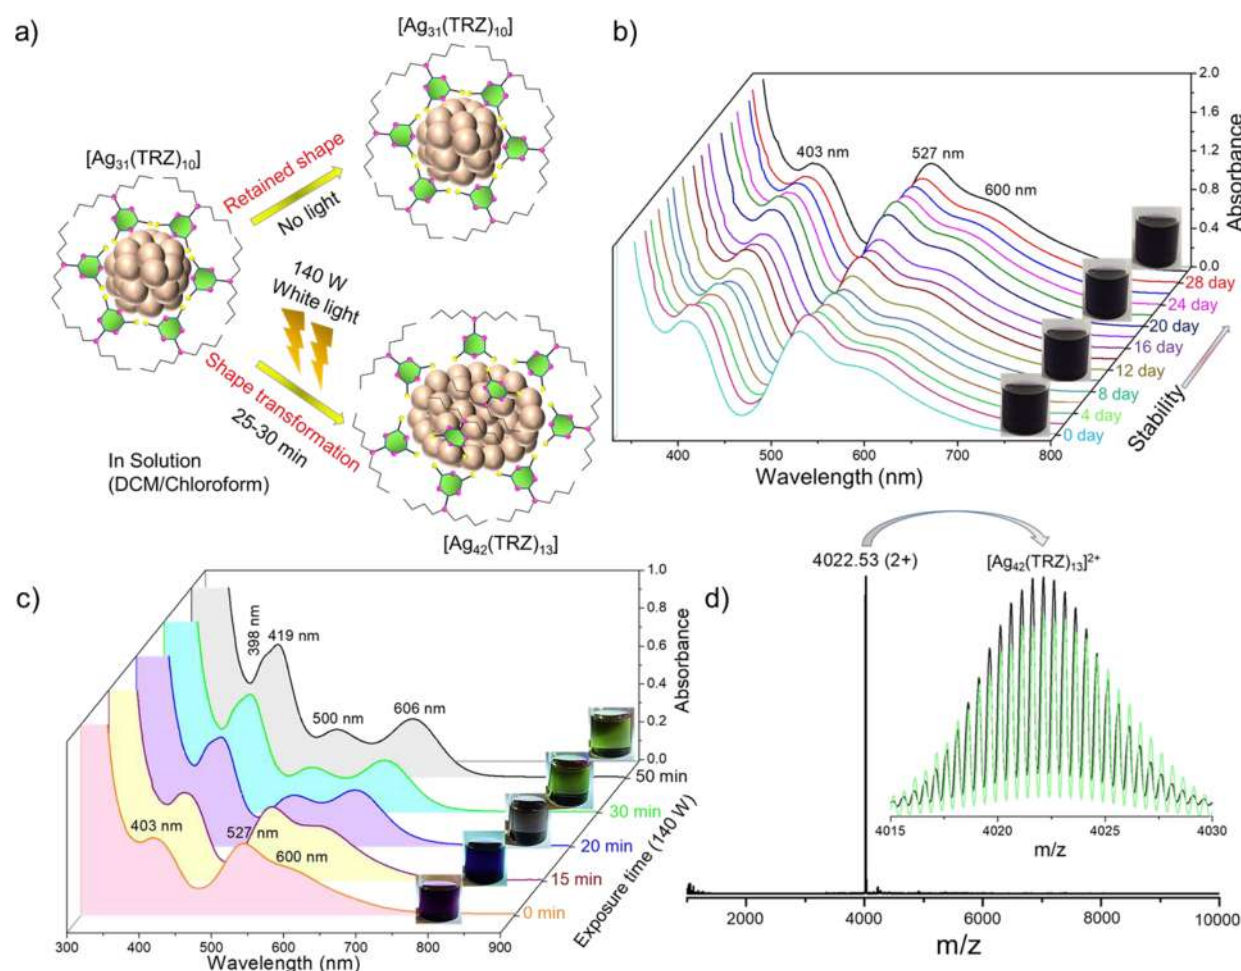 a)
[Ag₃₁(TRZ)₁₀]
[Ag₃₁(TRZ)₁₀]
Retained shape
No light
140 W
White light
Shape transformation
25-30 min
In Solution
(DCM/Chloroform)
[Ag₄₂(TRZ)₁₃]
b)
403 nm
527 nm
600 nm
2.0
1.6
1.2
0.8
0.4
0.0
Absorbance
28 day
24 day
20 day
16 day
12 day
8 day
4 day
0 day
Stability
400
500
600
700
800
Wavelength (nm)
c)
398 nm
419 nm
500 nm
606 nm
403 nm
527 nm
600 nm
1.0
0.8
0.6
0.4
0.2
0.0
Absorbance
50 min
30 min
20 min
15 min
0 min
Exposure time (140 W)
300
400
500
600
700
800
900
Wavelength (nm)
d)
4022.53 (2+)
[Ag₄₂(TRZ)₁₃]²⁺
4015
4020
4025
4030
m/z
2000
4000
6000
8000
10000
m/z